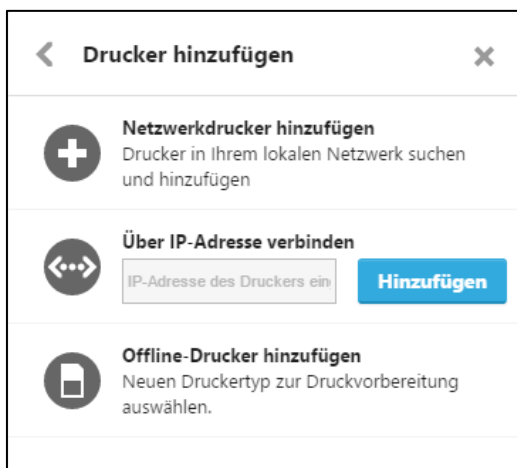 Drucker hinzufügen
Netzwerkdrucker hinzufügen
Drucker in Ihrem lokalen Netzwerk suchen
und hinzufügen
Über IP-Adresse verbinden
IP-Adresse des Druckers ein
Hinzufügen
Offline-Drucker hinzufügen
Neuen Druckertyp zur Druckvorbereitung
auswählen.